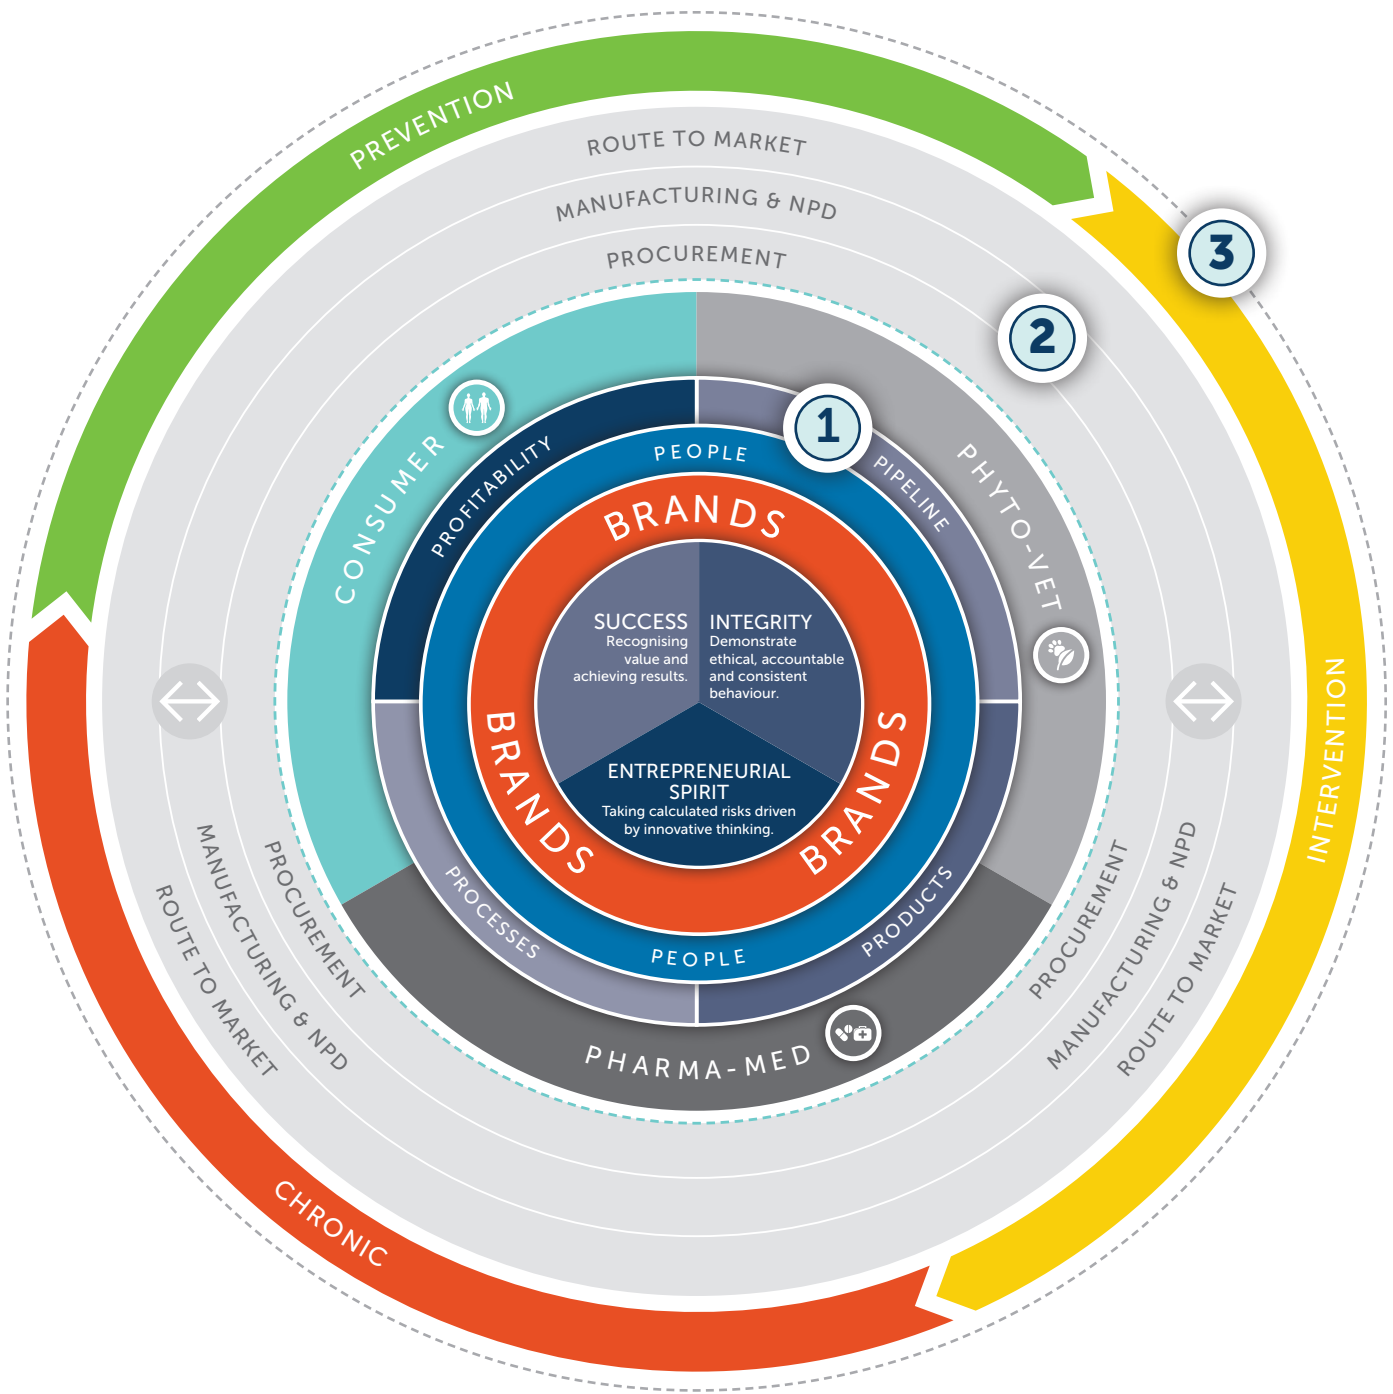 PREVENTION
ROUTE TO MARKET
MANUFACTURING & NPD
PROCUREMENT
3
2
1
CONSUMER
PROFITABILITY
PEOPLE
PIPELINE
PHYTO-VET
BRANDS
SUCCESS
Recognising
value and
achieving results.
INTEGRITY
Demonstrate
ethical, accountable
and consistent
behaviour.
ENTREPRENEURIAL
SPIRIT
Taking calculated risks driven
by innovative thinking.
BRANDS
BRANDS
INTERVENTION
PROCUREMENT
MANUFACTURING & NPD
ROUTE TO MARKET
PROCESSES
PEOPLE
PRODUCTS
PROCUREMENT
MANUFACTURING & NPD
ROUTE TO MARKET
PHARMA-MED
CHRONIC